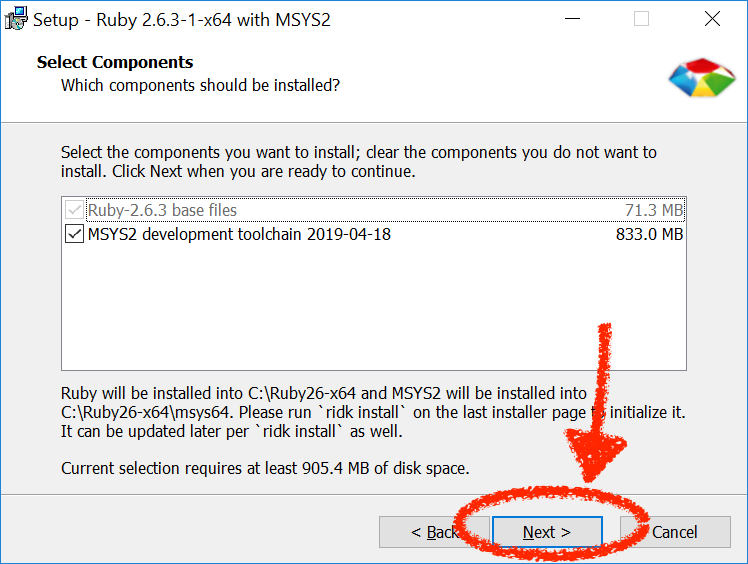 Setup - Ruby 2.6.3-1-x64 with MSYS2
Select Components
Which components should be installed?
Select the components you want to install; clear the components you do not want to
install. Click Next when you are ready to continue.
Ruby-2.6.3 base files 71.3 MB
MSYS2 development toolchain 2019-04-18 833.0 MB
Ruby will be installed into C:\Ruby26-x64 and MSYS2 will be installed into
C:\Ruby26-x64\msys64. Please run `ridk install` on the last installer page to initialize it.
It can be updated later per `ridk install` as well.
Current selection requires at least 905.4 MB of disk space.
< Back Next > Cancel